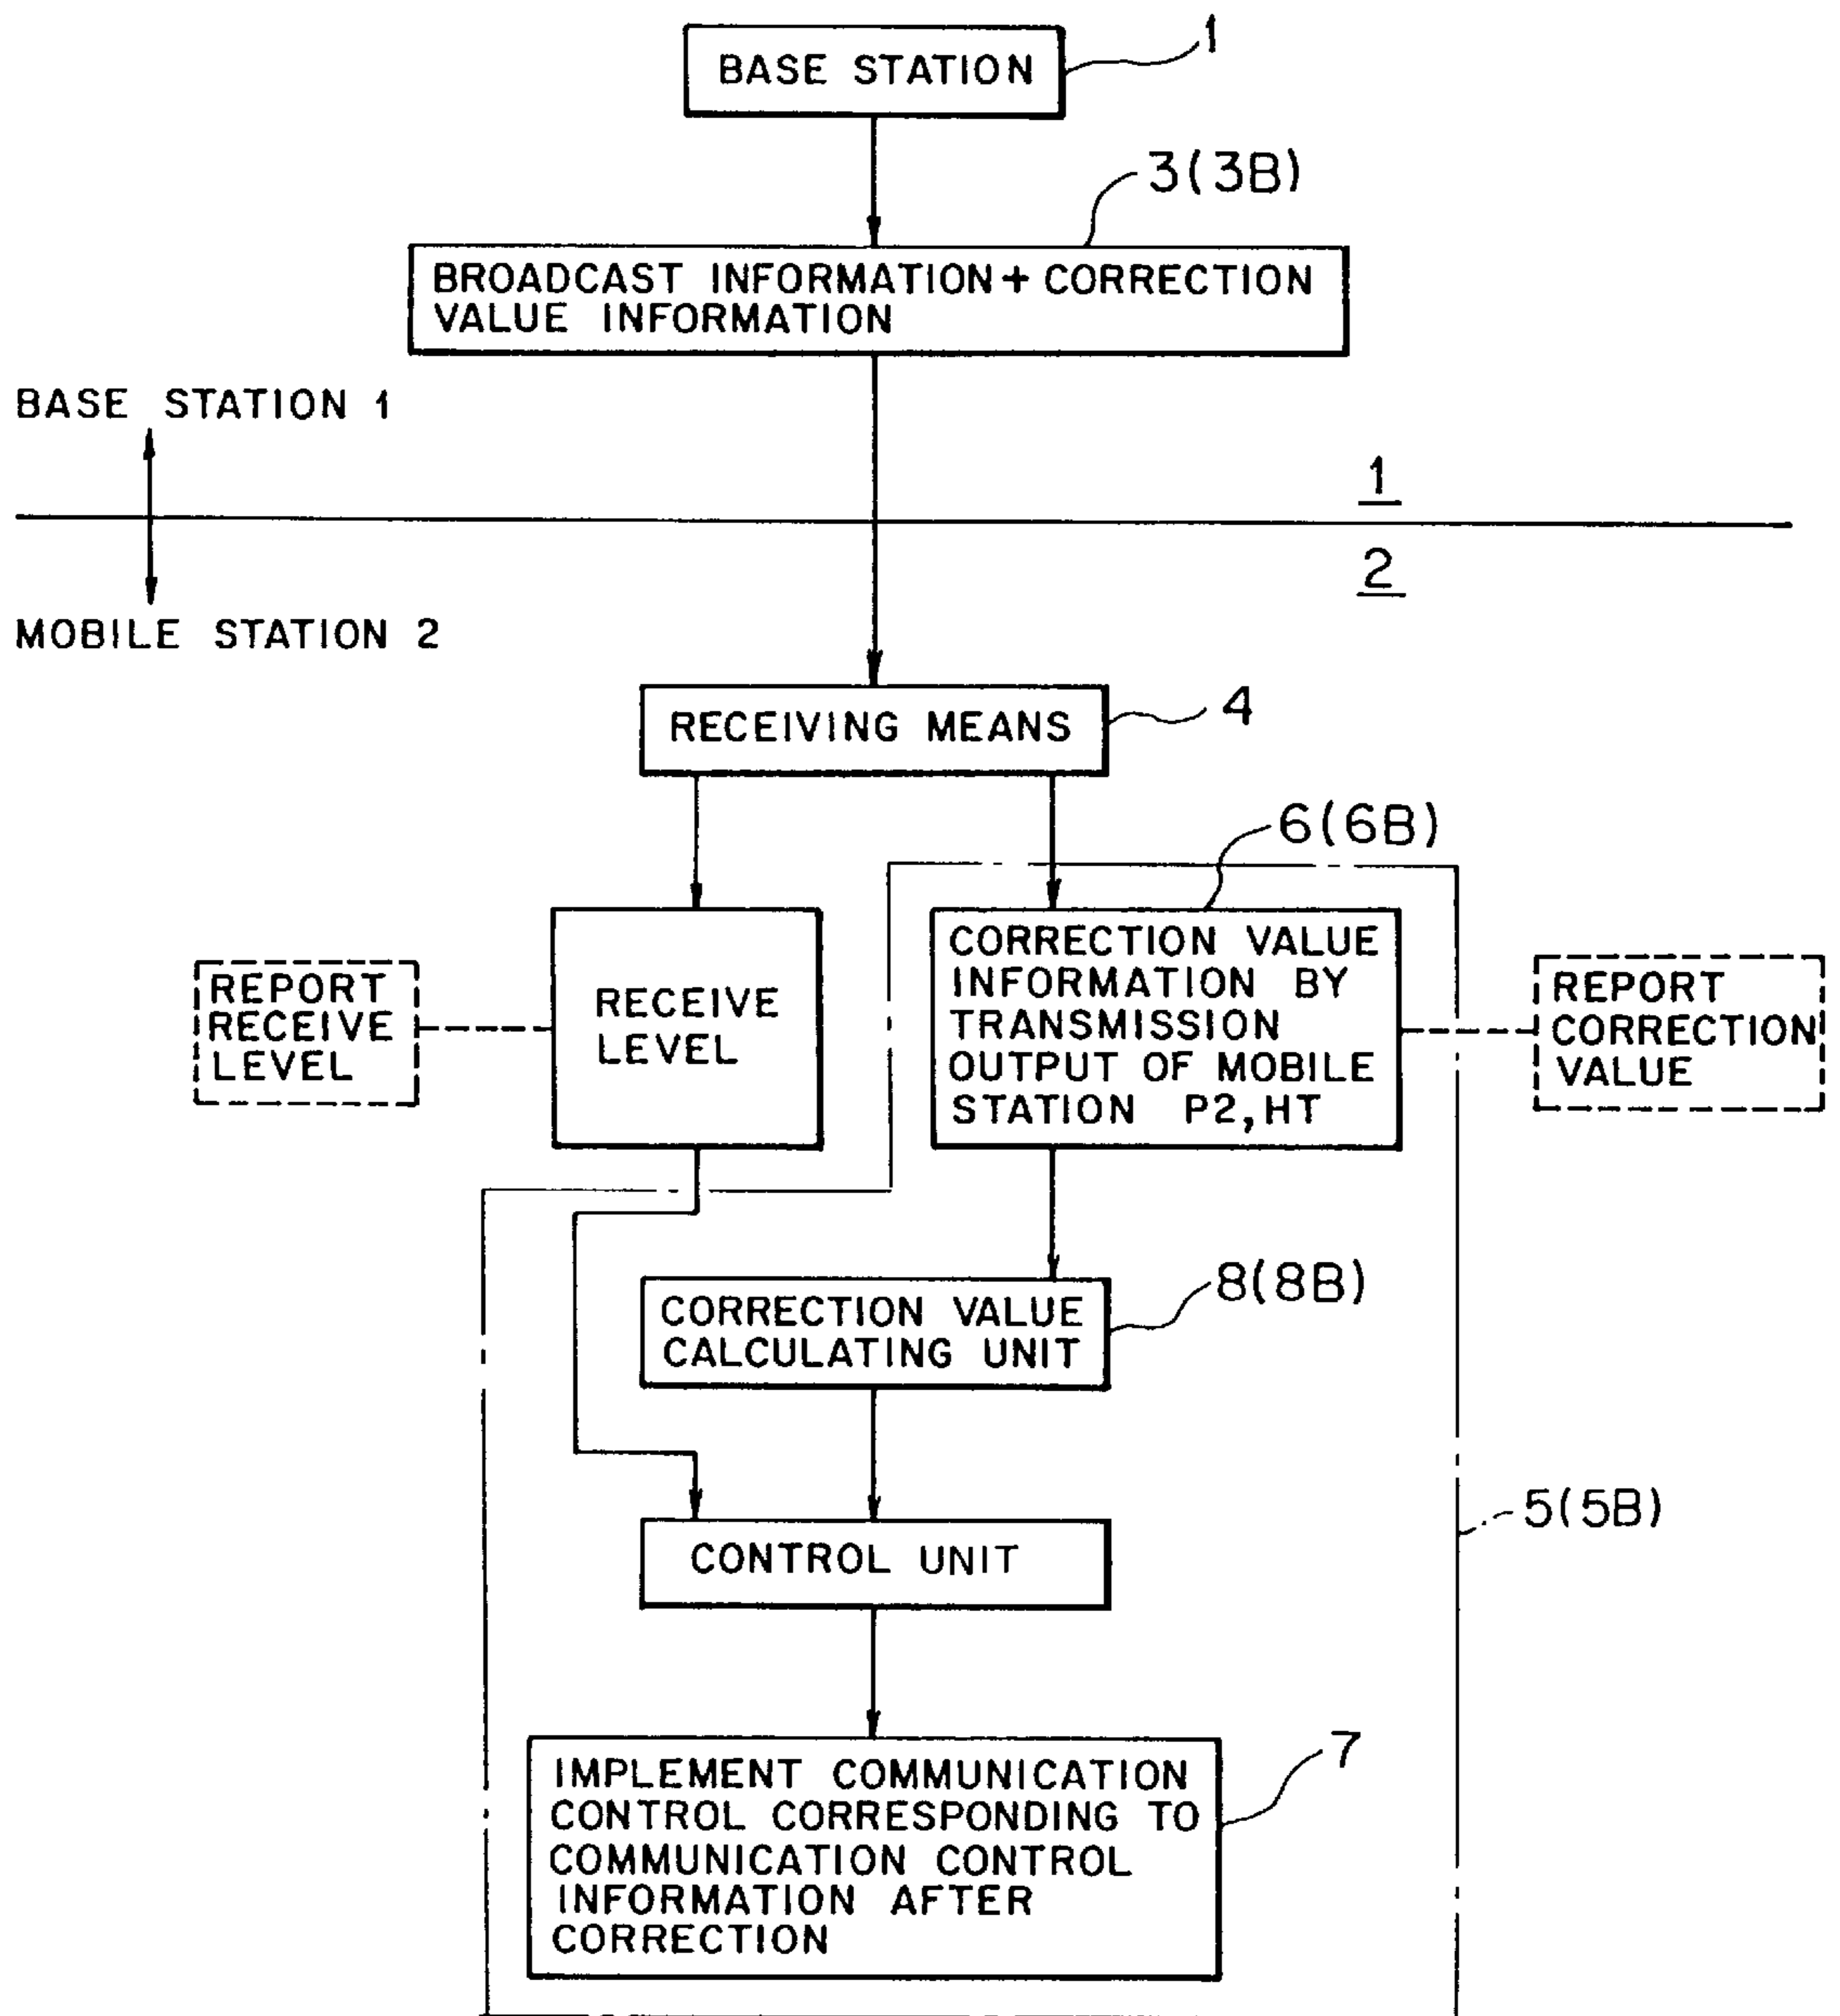 BASE STATION
1
3(3B)
BROADCAST INFORMATION + CORRECTION
VALUE INFORMATION
BASE STATION 1
1
2
MOBILE STATION 2
RECEIVING MEANS
4
6(6B)
REPORT
RECEIVE
LEVEL
RECEIVE
LEVEL
CORRECTION VALUE
INFORMATION BY
TRANSMISSION
OUTPUT OF MOBILE
STATION P2,HT
REPORT
CORRECTION
VALUE
8(8B)
CORRECTION VALUE
CALCULATING UNIT
5(5B)
CONTROL UNIT
7
IMPLEMENT COMMUNICATION
CONTROL CORRESPONDING TO
COMMUNICATION CONTROL
INFORMATION AFTER
CORRECTION